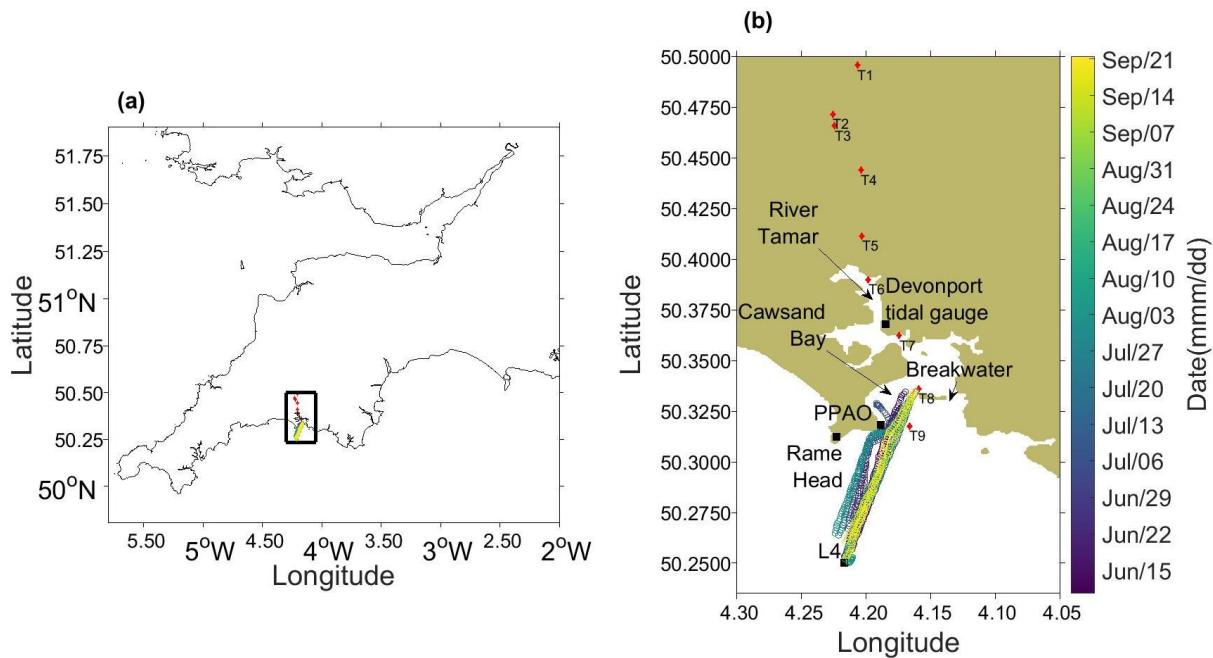 (a)
51.75
51.50
51.25
51°N
50.75
50.50
50.25
50°N
Latitude
5.50
5°W
4.50
4°W
3.50
3°W
2.50
2°W
Longitude
(b)
50.5000
50.4750
50.4500
50.4250
50.4000
50.3750
50.3500
50.3250
50.3000
50.2750
50.2500
Latitude
T1
T2
T3
T4
River
Tamar
T5
T6
Devonport
tidal gauge
Cawsand
Bay
T7
Breakwater
PPAO
T8
T9
Rame
Head
L4
4.30
4.25
4.20
4.15
4.10
4.05
Longitude
Sep/21
Sep/14
Sep/07
Aug/31
Aug/24
Aug/17
Aug/10
Aug/03
Jul/27
Jul/20
Jul/13
Jul/06
Jun/29
Jun/22
Jun/15
Date(mmm/dd)